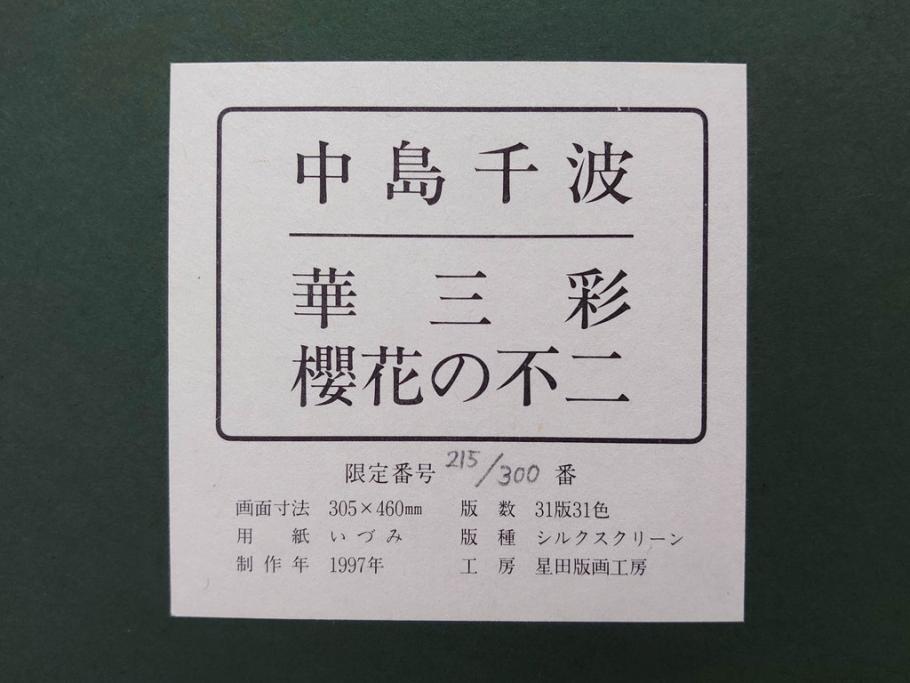 中島千波
華三彩
櫻花の不二
限定番号 215/300 番
画面寸法 305×460㎜ 版数 31版31色
用紙 いづみ 版種 シルクスクリーン
制作年 1997年 工房 星田版画工房